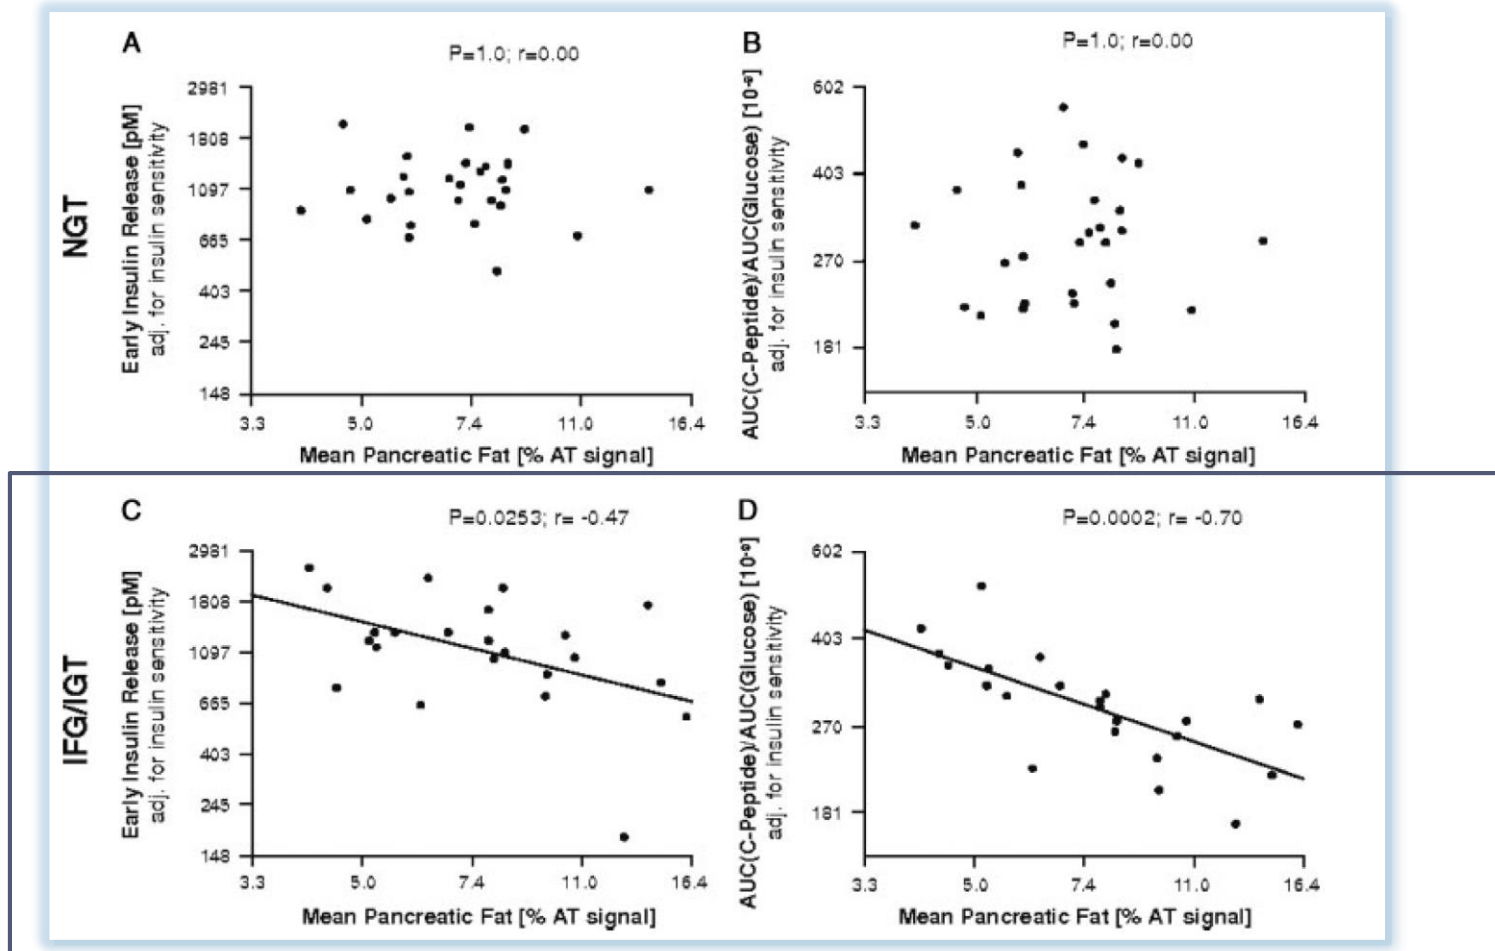 A
P=1.0; r=0.00
NGT
Early Insulin Release [pM]
adj. for insulin sensitivity
2981
1808
1097
665
403
245
148
3.3 5.0 7.4 11.0 16.4
Mean Pancreatic Fat [% AT signal]
B
P=1.0; r=0.00
AUC(C-Peptide)/AUC(Glucose) [10⁻⁹]
adj. for insulin sensitivity
602
403
270
181
3.3 5.0 7.4 11.0 16.4
Mean Pancreatic Fat [% AT signal]
C
P=0.0253; r= -0.47
IFG/IGT
Early Insulin Release [pM]
adj. for insulin sensitivity
2981
1808
1097
665
403
245
148
3.3 5.0 7.4 11.0 16.4
Mean Pancreatic Fat [% AT signal]
D
P=0.0002; r= -0.70
AUC(C-Peptide)/AUC(Glucose) [10⁻⁹]
adj. for insulin sensitivity
602
403
270
181
3.3 5.0 7.4 11.0 16.4
Mean Pancreatic Fat [% AT signal]